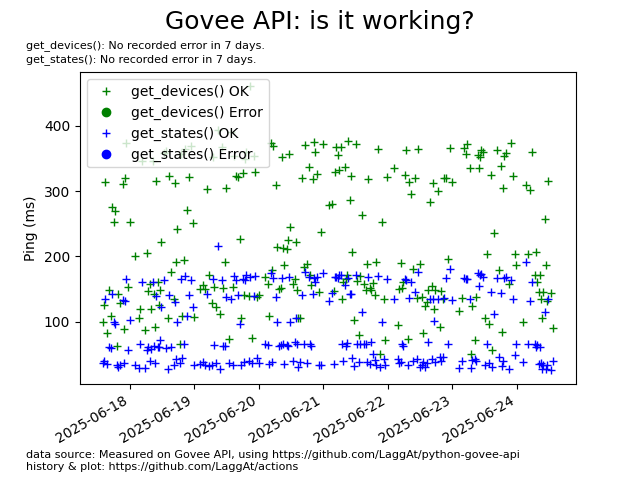 Govee API: is it working?
get_devices(): No recorded error in 7 days.
get_states(): No recorded error in 7 days.
get_devices() OK
get_devices() Error
get_states() OK
get_states() Error
400
300
200
100
Ping (ms)
2025-06-18
2025-06-19
2025-06-20
2025-06-21
2025-06-22
2025-06-23
2025-06-24
data source: Measured on Govee API, using https://github.com/LaggAt/python-govee-api
history & plot: https://github.com/LaggAt/actions